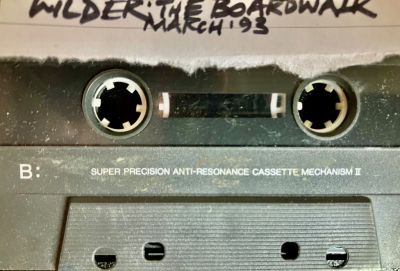 WILDER: THE BOARDWALK
MARCH '93
B:
SUPER PRECISION ANTI-RESONANCE CASSETTE MECHANISM II